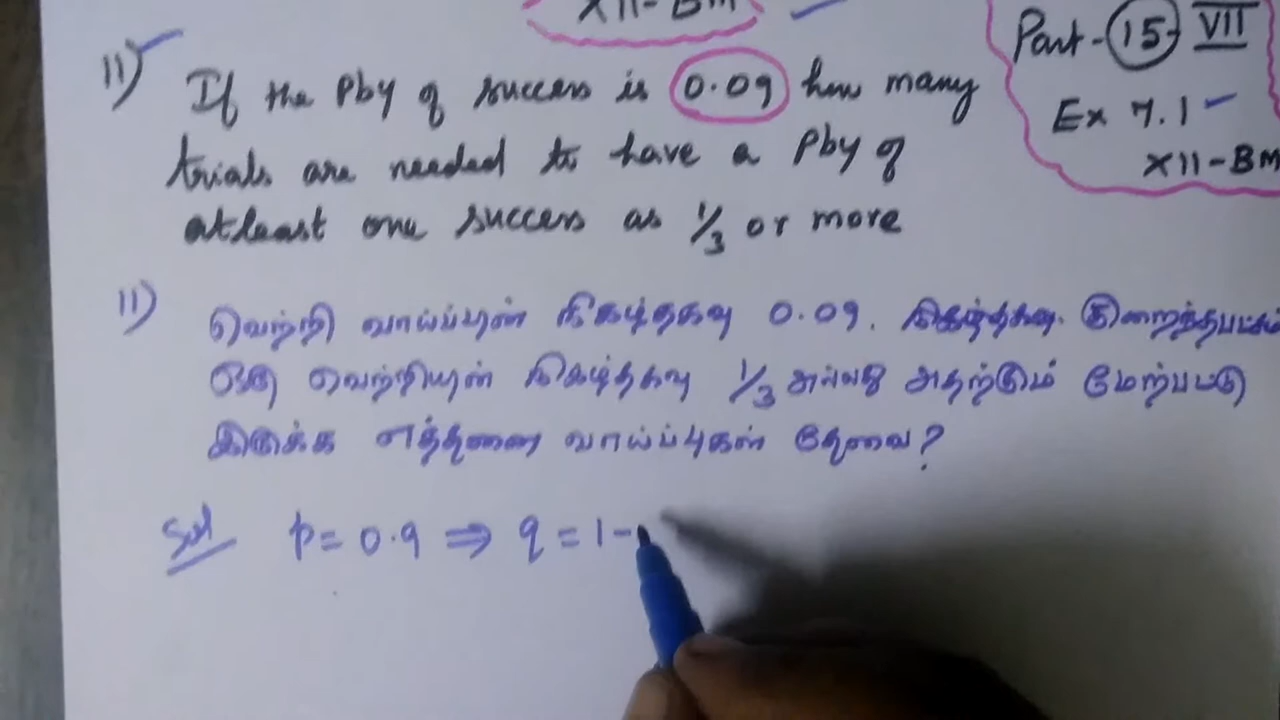 XII-BM
Part-15 VII
Ex 7.1
XII-BM
11) If the Pby of success is 0.09 how many
trials are needed to have a Pby of
atleast one success as 1/3 or more
11) வெற்றி வாய்ப்பின் நிகழ்தகவு 0.09. நிகழ்தகவு. குறைந்தபட்சம்
ஒரு வெற்றியின் நிகழ்தகவு 1/3 அல்லது அதற்கும் மேற்பட்டு
இருக்க எத்தனை வாய்ப்புகள் தேவை?
Sol p = 0.9 ⇒ q = 1-